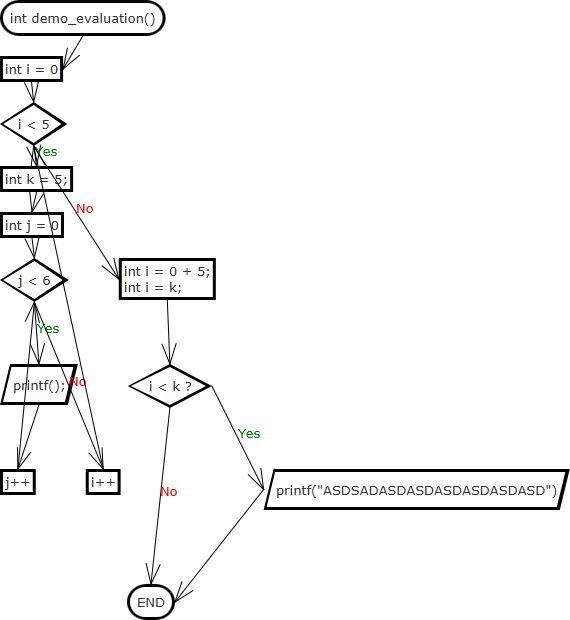 int demo_evaluation()
int i = 0
i < 5
Yes
int k = 5;
No
int j = 0
int i = 0 + 5;
int i = k;
j < 6
Yes
printf();
No
i < k ?
Yes
j++
i++
No
printf("ASDSADASDASDASDASDASDASD")
END